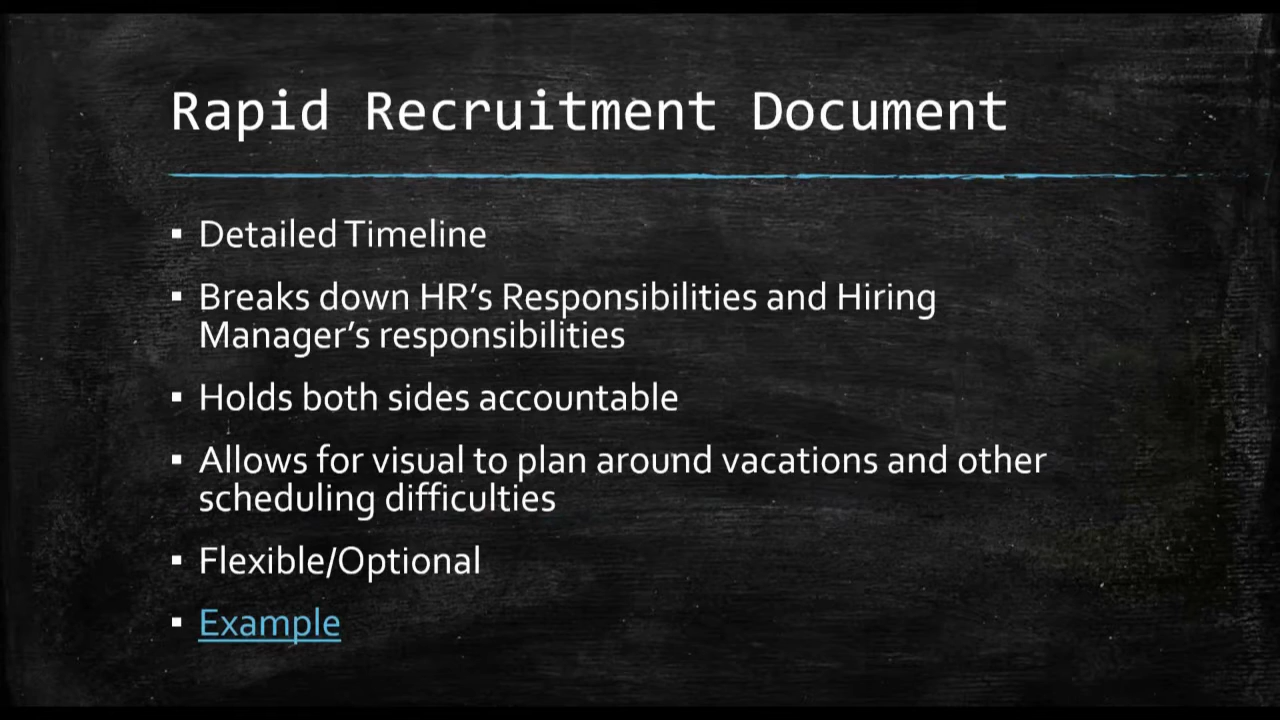 Rapid Recruitment Document
▪ Detailed Timeline
▪ Breaks down HR’s Responsibilities and Hiring
Manager’s responsibilities
▪ Holds both sides accountable
▪ Allows for visual to plan around vacations and other
scheduling difficulties
▪ Flexible/Optional
▪ Example